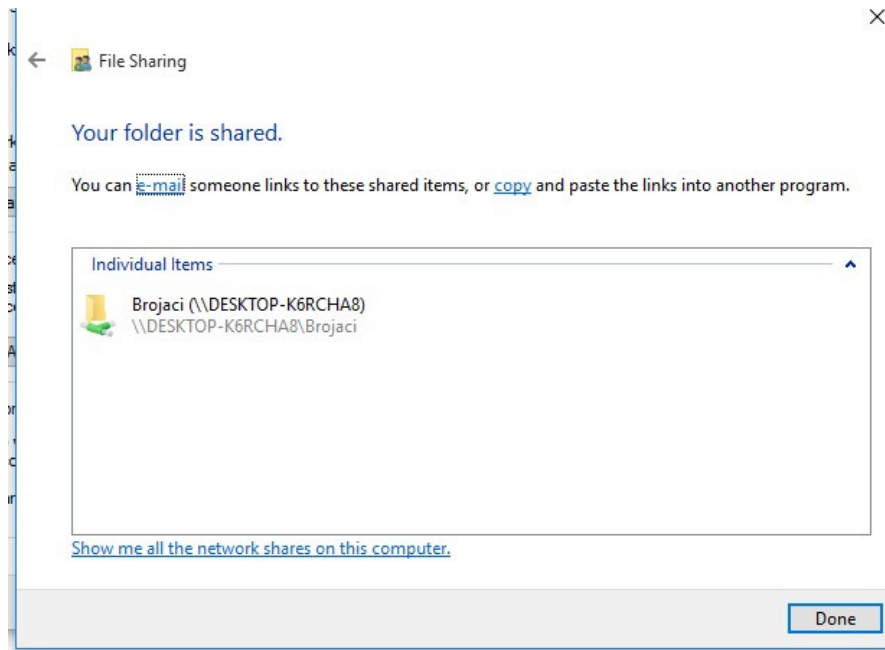 File Sharing
Your folder is shared.
You can e-mail someone links to these shared items, or copy and paste the links into another program.
Individual Items
Brojaci (\\DESKTOP-K6RCHA8)
\\DESKTOP-K6RCHA8\Brojaci
Show me all the network shares on this computer.
Done